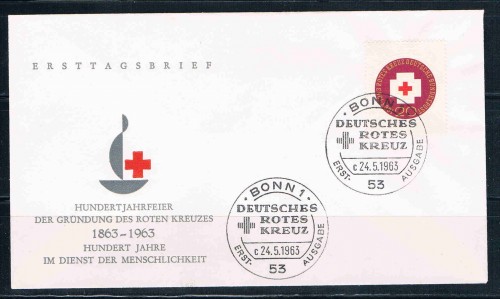 ERSTTAGSBRIEF
20
BONN 1
DEUTSCHES
ROTES
KREUZ
c 24.5.1963
ERST-
AUSGABE
53
HUNDERTJAHRFEIER
DER GRÜNDUNG DES ROTEN KREUZES
1863-1963
HUNDERT JAHRE
IM DIENST DER MENSCHLICHKEIT
BONN 1
DEUTSCHES
ROTES
KREUZ
c 24.5.1963
ERST-
AUSGABE
53